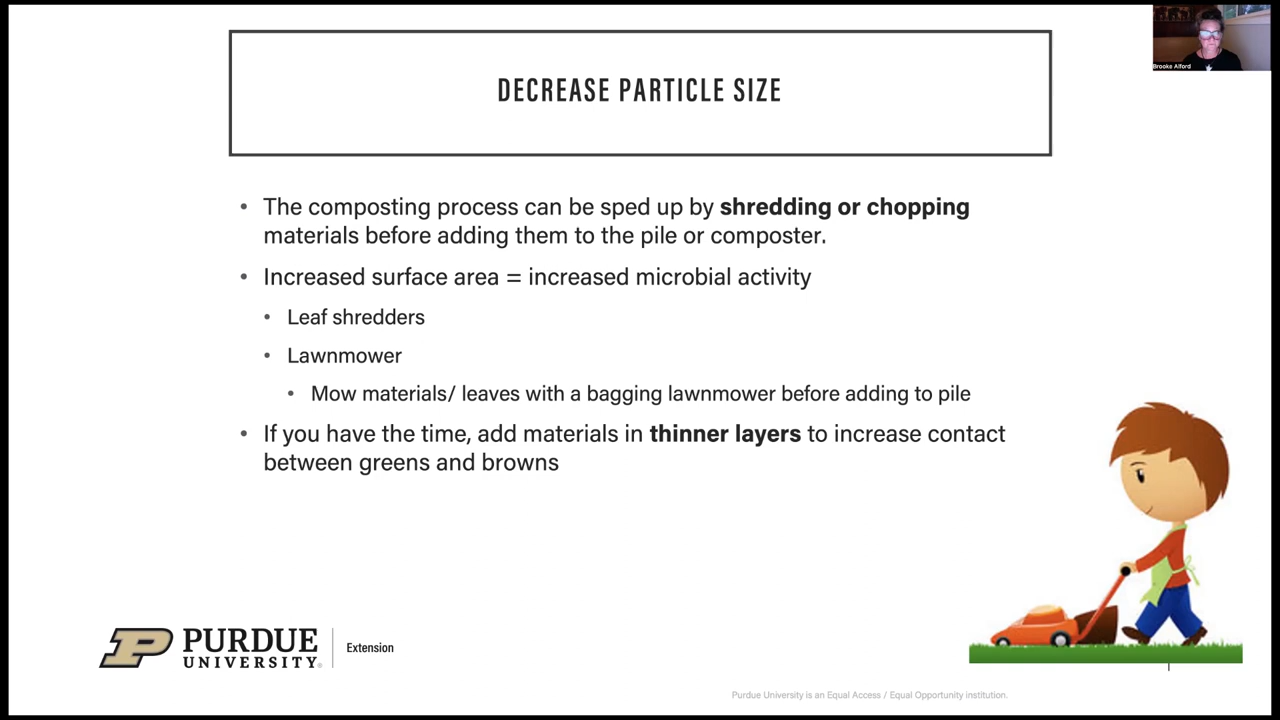 Brooke Alford
DECREASE PARTICLE SIZE
• The composting process can be sped up by shredding or chopping
materials before adding them to the pile or composter.
• Increased surface area = increased microbial activity
• Leaf shredders
• Lawnmower
• Mow materials/ leaves with a bagging lawnmower before adding to pile
• If you have the time, add materials in thinner layers to increase contact
between greens and browns
P PURDUE
UNIVERSITY®
Extension
Purdue University is an Equal Access / Equal Opportunity institution.